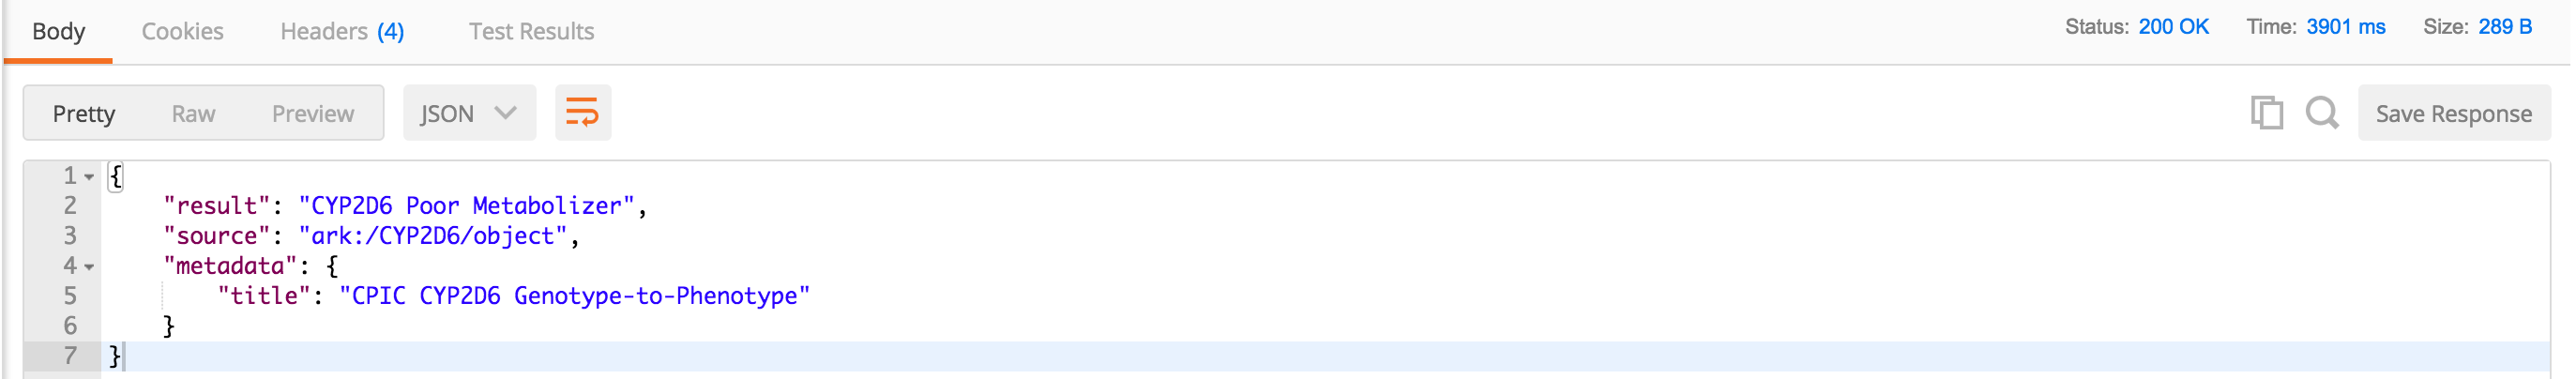 Body Cookies Headers (4) Test Results Status: 200 OK Time: 3901 ms Size: 289 B
Pretty Raw Preview JSON Save Response
1 {
2 "result": "CYP2D6 Poor Metabolizer",
3 "source": "ark:/CYP2D6/object",
4 "metadata": {
5 "title": "CPIC CYP2D6 Genotype-to-Phenotype"
6 }
7 }